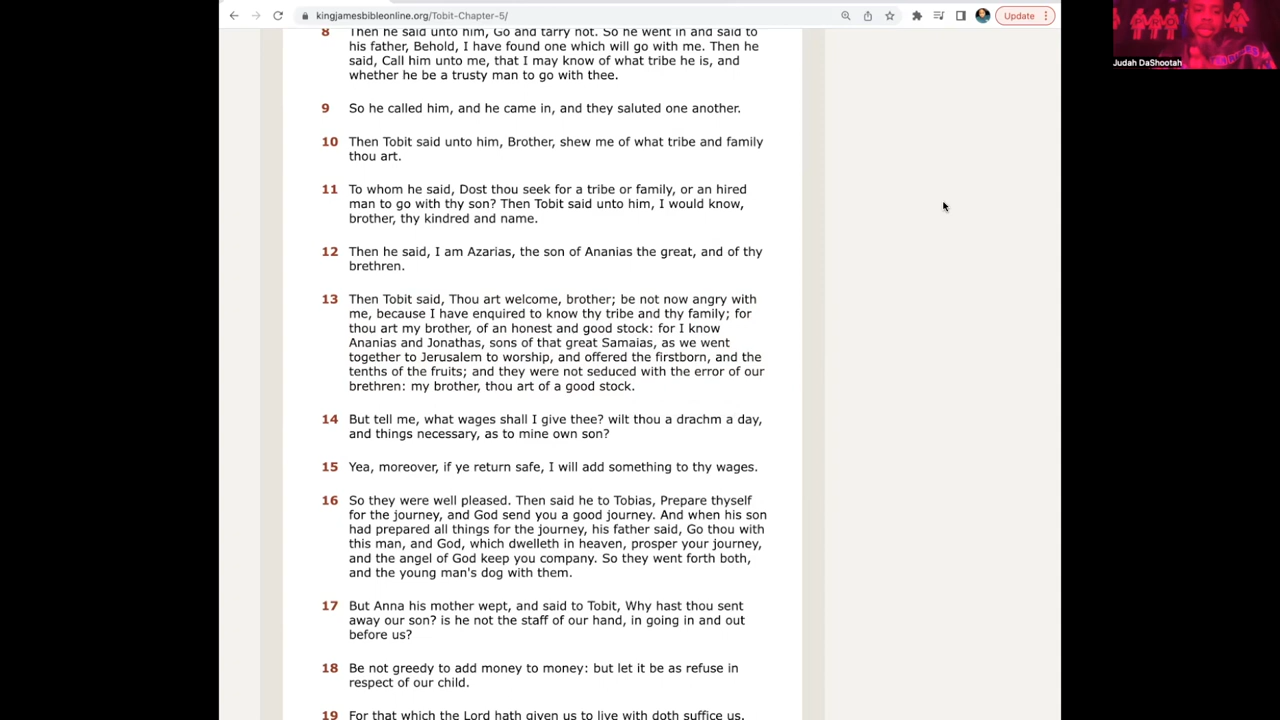 kingjamesbibleonline.org/Tobit-Chapter-5/
Update
Judah DaShootah
8 Then he said unto him, Go and tarry not. So he went in and said to
his father, Behold, I have found one which will go with me. Then he
said, Call him unto me, that I may know of what tribe he is, and
whether he be a trusty man to go with thee.
9 So he called him, and he came in, and they saluted one another.
10 Then Tobit said unto him, Brother, shew me of what tribe and family
thou art.
11 To whom he said, Dost thou seek for a tribe or family, or an hired
man to go with thy son? Then Tobit said unto him, I would know,
brother, thy kindred and name.
12 Then he said, I am Azarias, the son of Ananias the great, and of thy
brethren.
13 Then Tobit said, Thou art welcome, brother; be not now angry with
me, because I have enquired to know thy tribe and thy family; for
thou art my brother, of an honest and good stock: for I know
Ananias and Jonathas, sons of that great Samaias, as we went
together to Jerusalem to worship, and offered the firstborn, and the
tenths of the fruits; and they were not seduced with the error of our
brethren: my brother, thou art of a good stock.
14 But tell me, what wages shall I give thee? wilt thou a drachm a day,
and things necessary, as to mine own son?
15 Yea, moreover, if ye return safe, I will add something to thy wages.
16 So they were well pleased. Then said he to Tobias, Prepare thyself
for the journey, and God send you a good journey. And when his son
had prepared all things for the journey, his father said, Go thou with
this man, and God, which dwelleth in heaven, prosper your journey,
and the angel of God keep you company. So they went forth both,
and the young man's dog with them.
17 But Anna his mother wept, and said to Tobit, Why hast thou sent
away our son? is he not the staff of our hand, in going in and out
before us?
18 Be not greedy to add money to money: but let it be as refuse in
respect of our child.
19 For that which the Lord hath given us to live with doth suffice us.